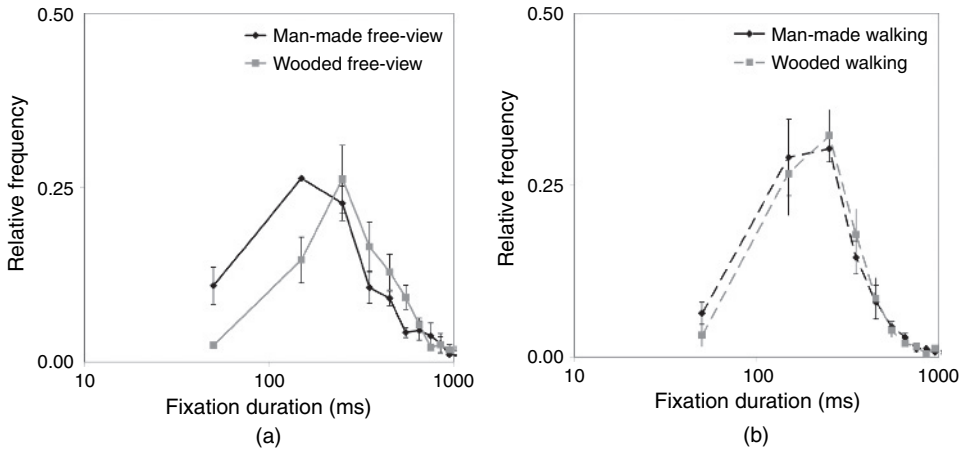 0.50
Man-made free-view
Wooded free-view
Relative frequency
0.25
0.00
10
100
1000
Fixation duration (ms)
(a)
0.50
Man-made walking
Wooded walking
Relative frequency
0.25
0.00
10
100
1000
Fixation duration (ms)
(b)